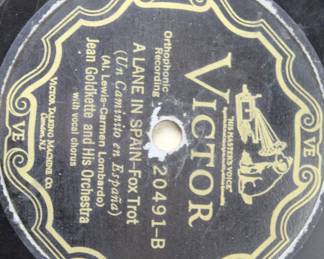 "HIS MASTER'S VOICE"
VICTOR
Orthophonic
Recording
20491-B
A LANE IN SPAIN-Fox Trot
(Un Caminito en España)
(Al Lewis-Carmen Lombardo)
Jean Goldkette and His Orchestra
with vocal chorus
VE
VE
VICTOR TALKING MACHINE CO.
Camden, N.J.